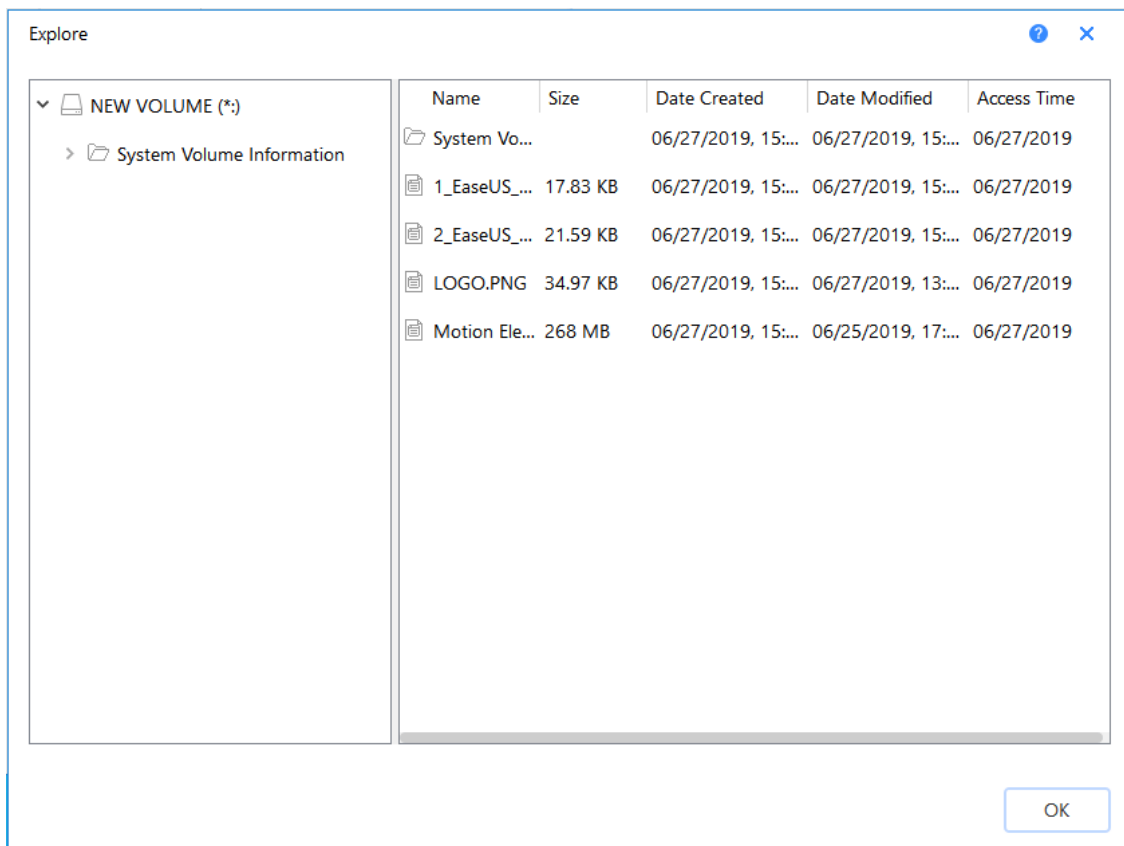 Explore
NEW VOLUME (*:)
System Volume Information
Name Size Date Created Date Modified Access Time
System Vo... 06/27/2019, 15:... 06/27/2019, 15:... 06/27/2019
1_EaseUS_... 17.83 KB 06/27/2019, 15:... 06/27/2019, 15:... 06/27/2019
2_EaseUS_... 21.59 KB 06/27/2019, 15:... 06/27/2019, 15:... 06/27/2019
LOGO.PNG 34.97 KB 06/27/2019, 15:... 06/27/2019, 13:... 06/27/2019
Motion Ele... 268 MB 06/27/2019, 15:... 06/25/2019, 17:... 06/27/2019
OK